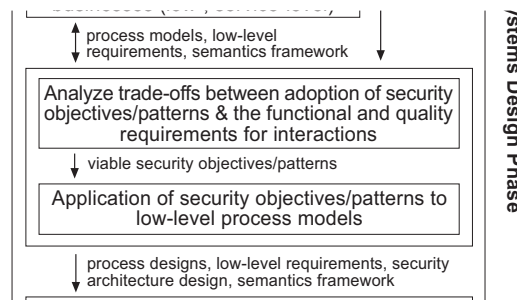 process models, low-level
requirements, semantics framework
Analyze trade-offs between adoption of security
objectives/patterns & the functional and quality
requirements for interactions
viable security objectives/patterns
Application of security objectives/patterns to
low-level process models
process designs, low-level requirements, security
architecture design, semantics framework
Design Phase